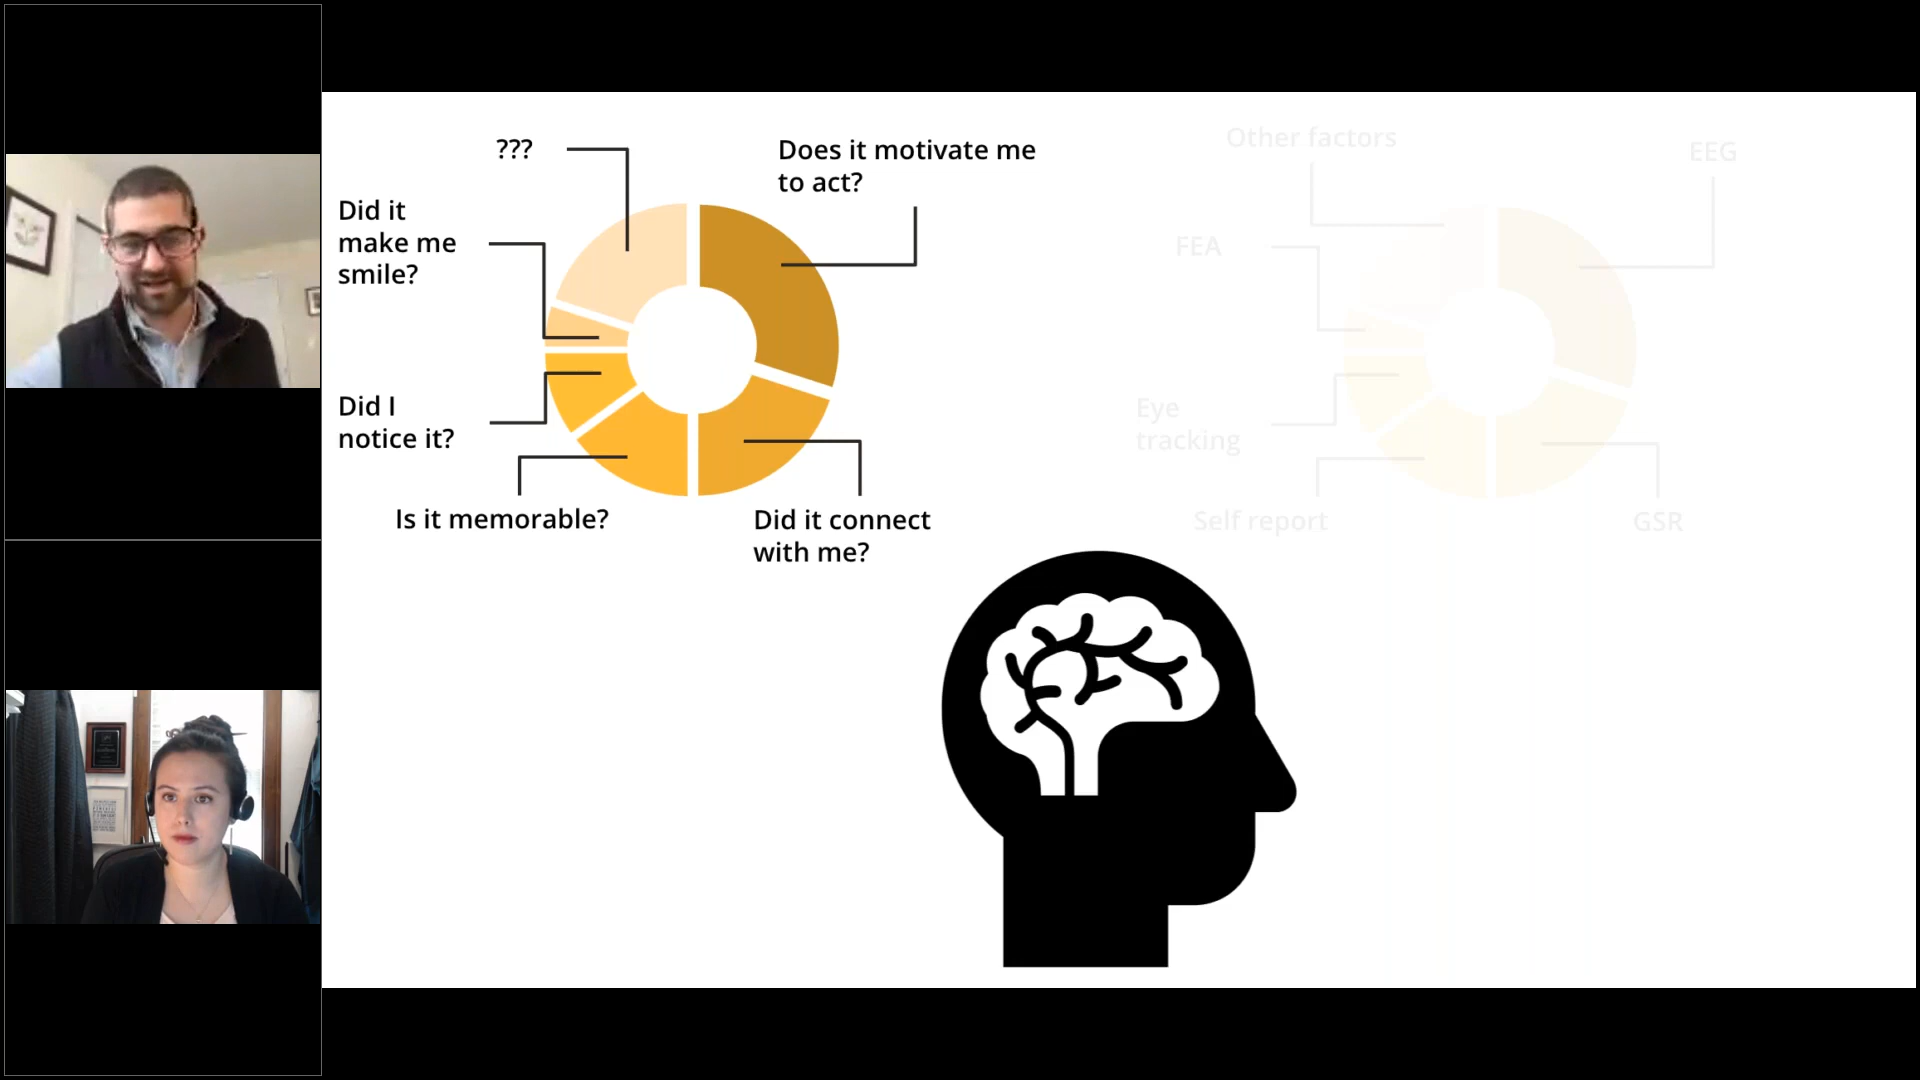 ???
Does it motivate me
to act?
Did it
make me
smile?
Did I
notice it?
Is it memorable?
Did it connect
with me?
Other factors
EEG
FEA
Eye
tracking
Self report
GSR